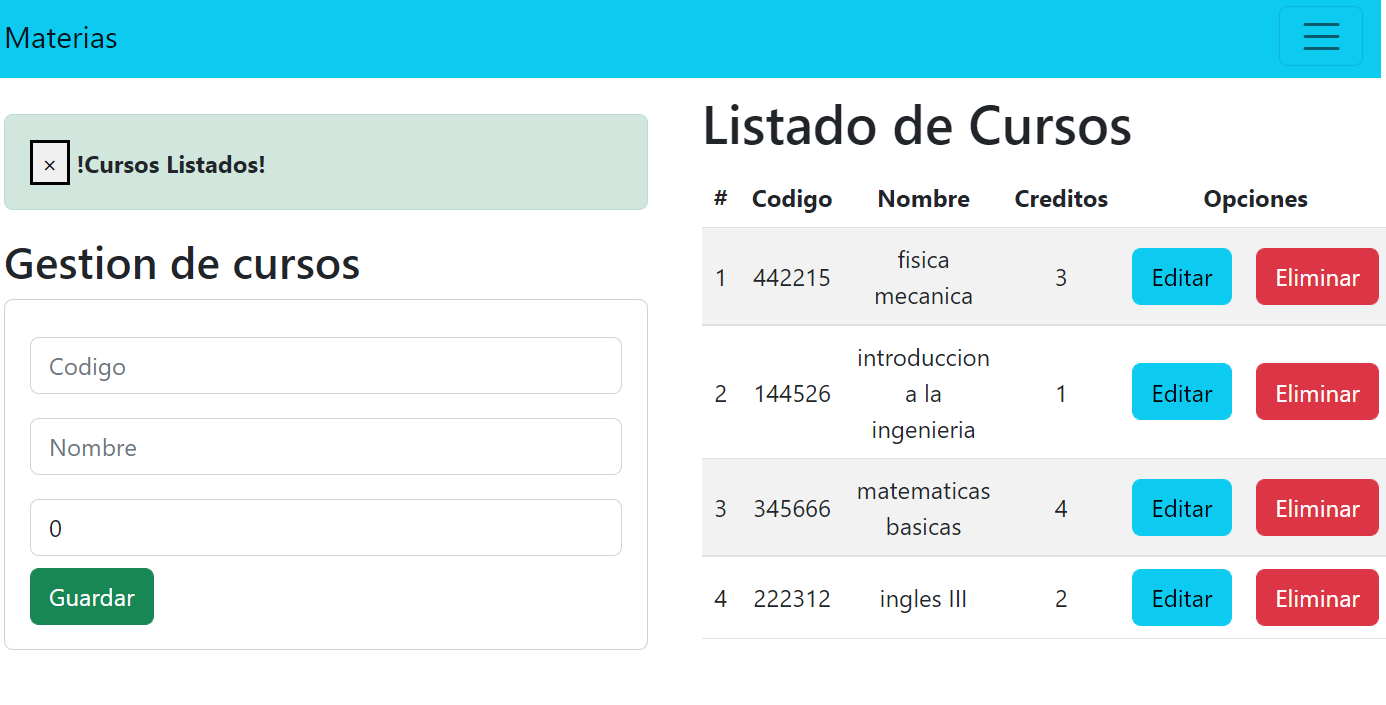 Materias
× !Cursos Listados!
Gestion de cursos
Codigo
Nombre
0
Guardar
Listado de Cursos
# Codigo Nombre Creditos Opciones
1 442215 fisica mecanica 3 Editar Eliminar
2 144526 introduccion a la ingenieria 1 Editar Eliminar
3 345666 matematicas basicas 4 Editar Eliminar
4 222312 ingles III 2 Editar Eliminar